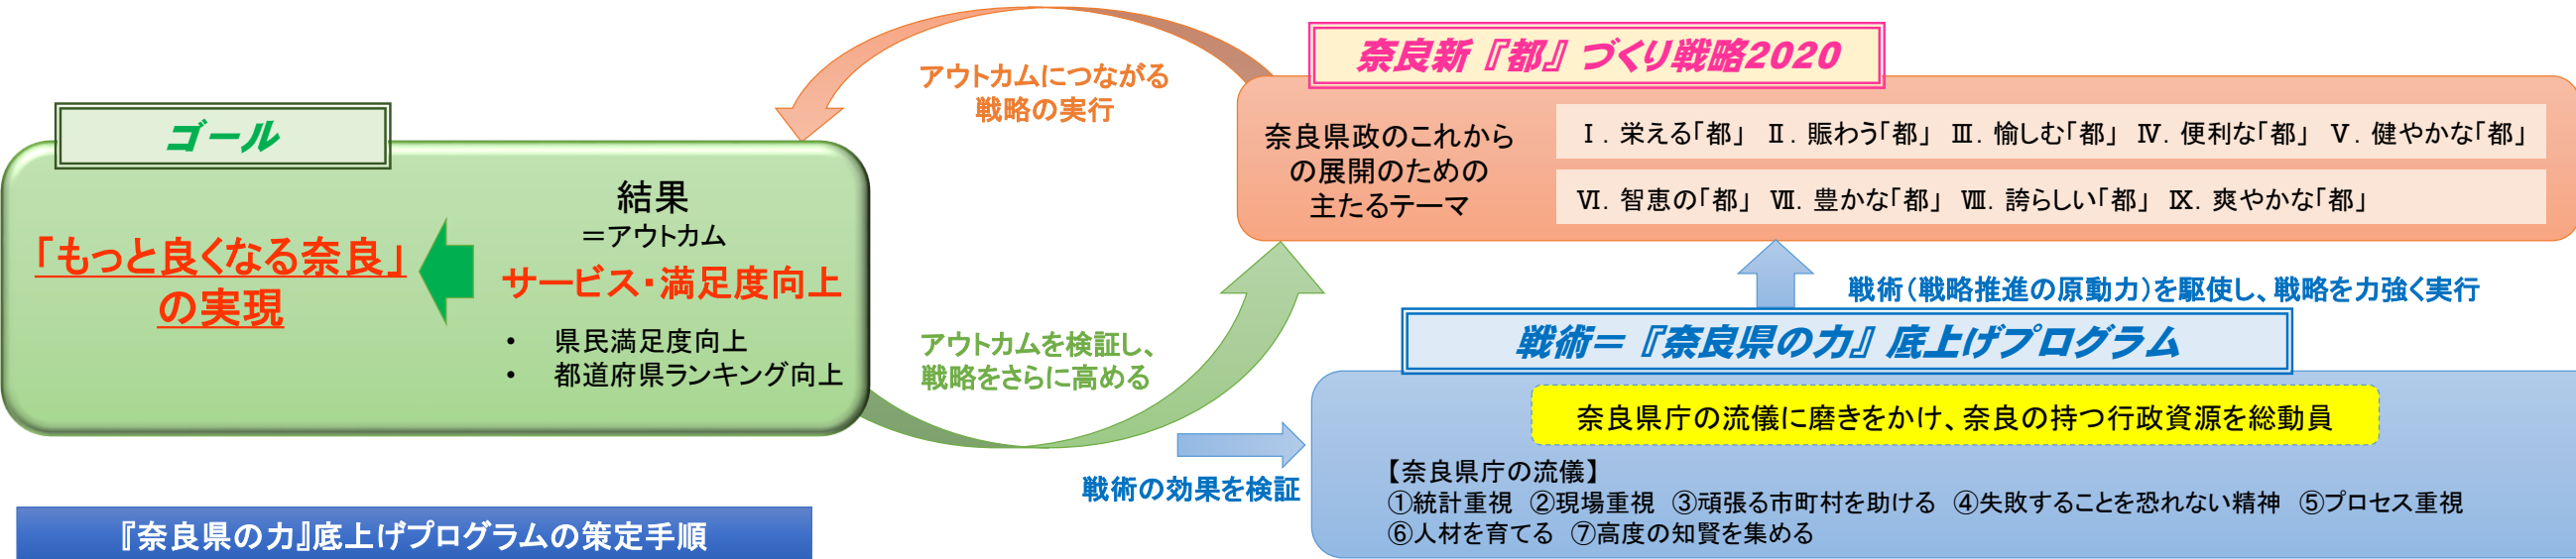 奈良新『都』づくり戦略2020
アウトカムにつながる
戦略の実行
ゴール
「もっと良くなる奈良」
の実現
結果
＝アウトカム
サービス・満足度向上
• 県民満足度向上
• 都道府県ランキング向上
奈良県政のこれから
の展開のための
主たるテーマ
Ⅰ．栄える「都」 Ⅱ．賑わう「都」 Ⅲ．愉しむ「都」 Ⅳ．便利な「都」 Ⅴ．健やかな「都」
Ⅵ．智恵の「都」 Ⅶ．豊かな「都」 Ⅷ．誇らしい「都」 Ⅸ．爽やかな「都」
アウトカムを検証し、
戦略をさらに高める
戦術（戦略推進の原動力）を駆使し、戦略を力強く実行
戦術＝『奈良県の力』底上げプログラム
奈良県庁の流儀に磨きをかけ、奈良の持つ行政資源を総動員
戦術の効果を検証
【奈良県庁の流儀】
①統計重視 ②現場重視 ③頑張る市町村を助ける ④失敗することを恐れない精神 ⑤プロセス重視
⑥人材を育てる ⑦高度の知賢を集める
『奈良県の力』底上げプログラムの策定手順